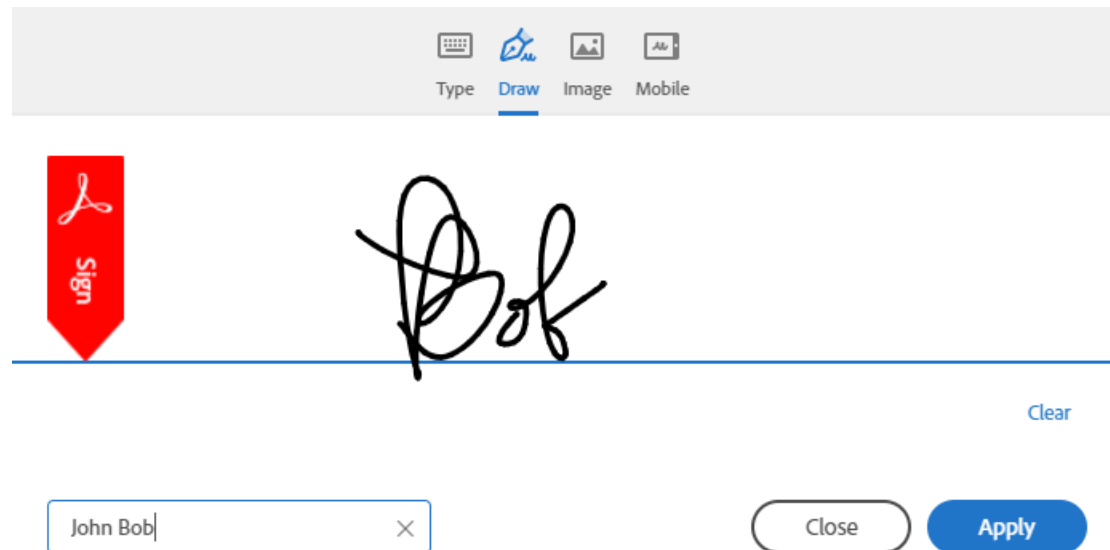 Type Draw Image Mobile
Sign
Bob
Clear
John Bob
Close Apply